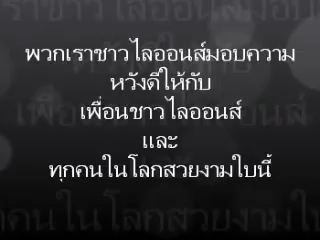 พวกเราชาวไลออนส์มอบความ
หวังดีให้กับ
เพื่อนชาวไลออนส์
และ
ทุกคนในโลกสวยงามใบนี้